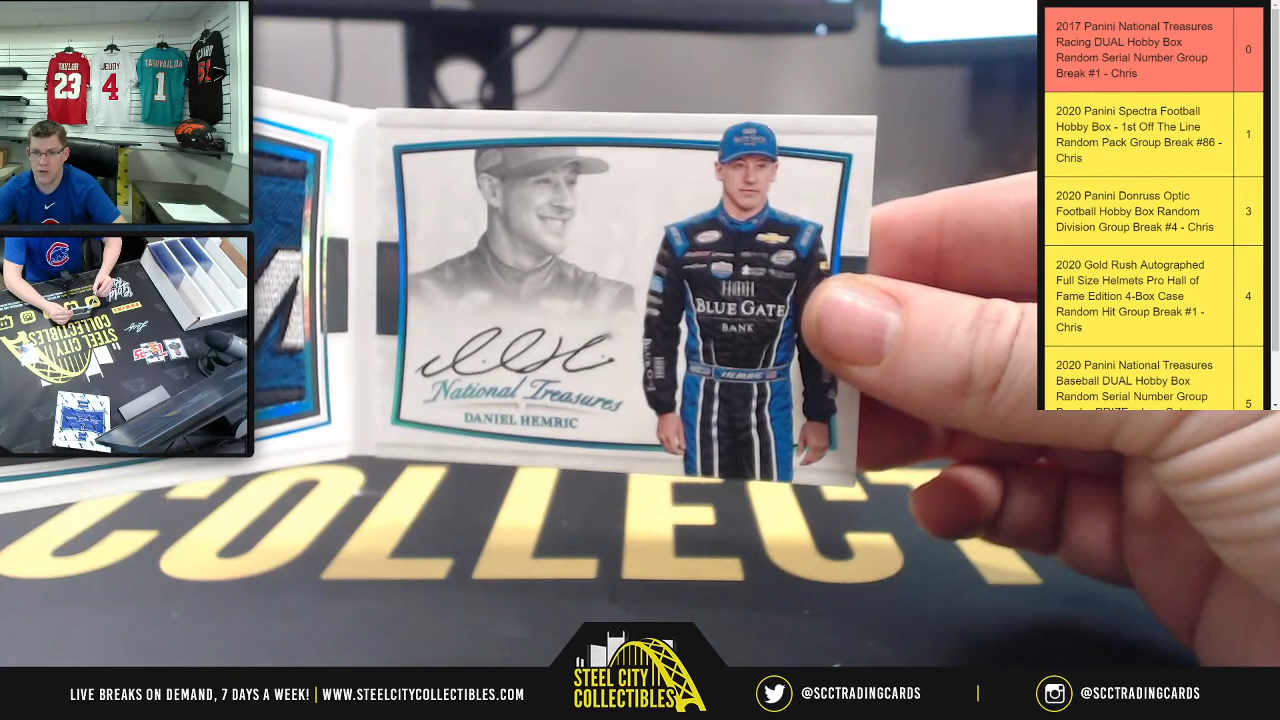 TAYLOR
23
JEUDY
4
TAGOVAILOA
1
51
COLLECTIBLES
BLUE GATE
BLUE GATE
BANK
HEMRIC
National Treasures
DANIEL HEMRIC
COLLECT
2017 Panini National Treasures
Racing DUAL Hobby Box
Random Serial Number Group
Break #1 - Chris
0
2020 Panini Spectra Football
Hobby Box - 1st Off The Line
Random Pack Group Break #86 -
Chris
1
2020 Panini Donruss Optic
Football Hobby Box Random
Division Group Break #4 - Chris
3
2020 Gold Rush Autographed
Full Size Helmets Pro Hall of
Fame Edition 4-Box Case
Random Hit Group Break #1 -
Chris
4
2020 Panini National Treasures
Baseball DUAL Hobby Box
Random Serial Number Group
5
LIVE BREAKS ON DEMAND, 7 DAYS A WEEK! | WWW.STEELCITYCOLLECTIBLES.COM
STEEL CITY
COLLECTIBLES
@SCCTRADINGCARDS
@SCCTRADINGCARDS